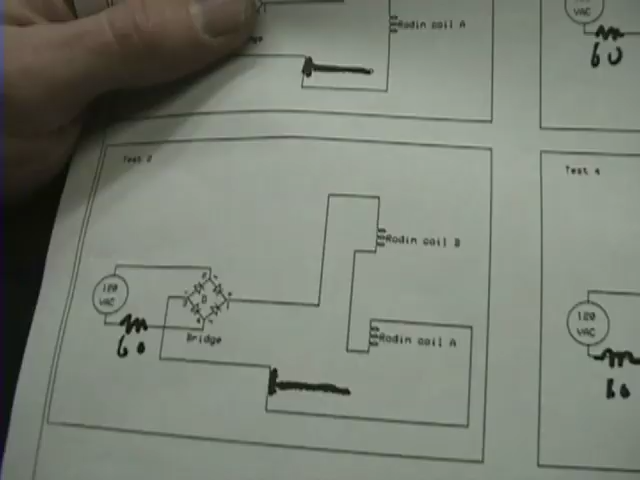 Rodin coil A
VAC
60
Test 2
Test 4
Rodin coil B
120
VAC
60
Bridge
Rodin coil A
120
VAC
60